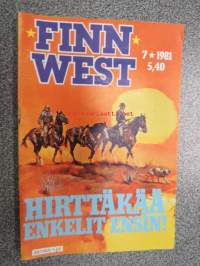 FINN
WEST
7 ★ 1981
5,40
HIRTTÄKÄÄ
ENKELIT ENSIN!